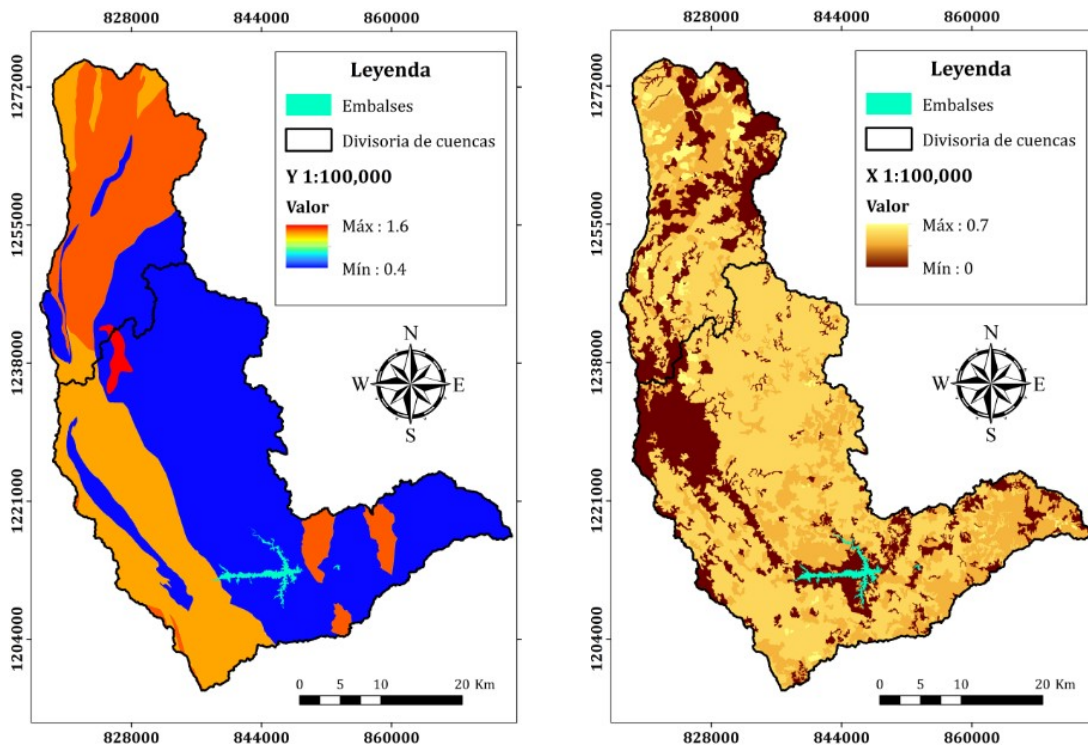 828000 844000 860000
1272000
1255000
1238000
1221000
1204000
Leyenda
Embalses
Divisoria de cuencas
Y 1:100,000
Valor
Máx : 1.6
Mín : 0.4
N
W E
S
0 5 10 20 Km
828000 844000 860000
828000 844000 860000
1272000
1255000
1238000
1221000
1204000
Leyenda
Embalses
Divisoria de cuencas
X 1:100,000
Valor
Máx : 0.7
Mín : 0
N
W E
S
0 5 10 20 Km
828000 844000 860000